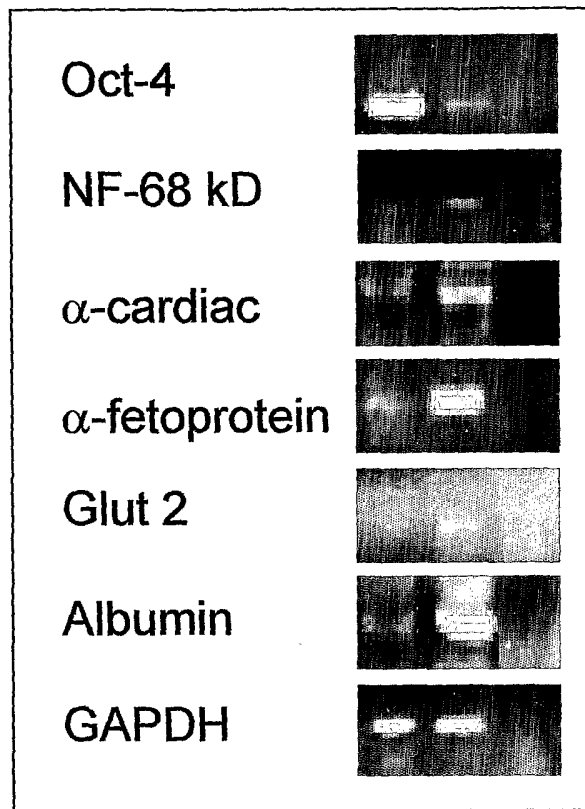 Oct-4
NF-68 kD
α-cardiac
α-fetoprotein
Glut 2
Albumin
GAPDH